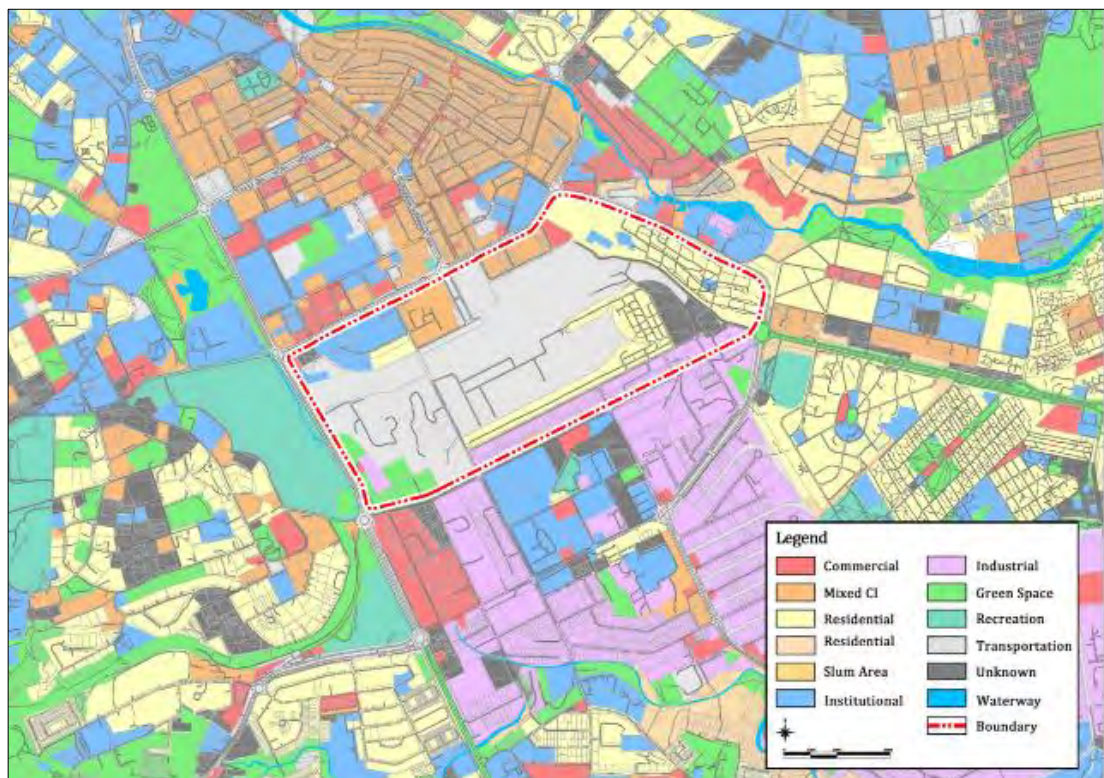 Legend
Commercial
Mixed CI
Residential
Residential
Slum Area
Institutional
Industrial
Green Space
Recreation
Transportation
Unknown
Waterway
Boundary